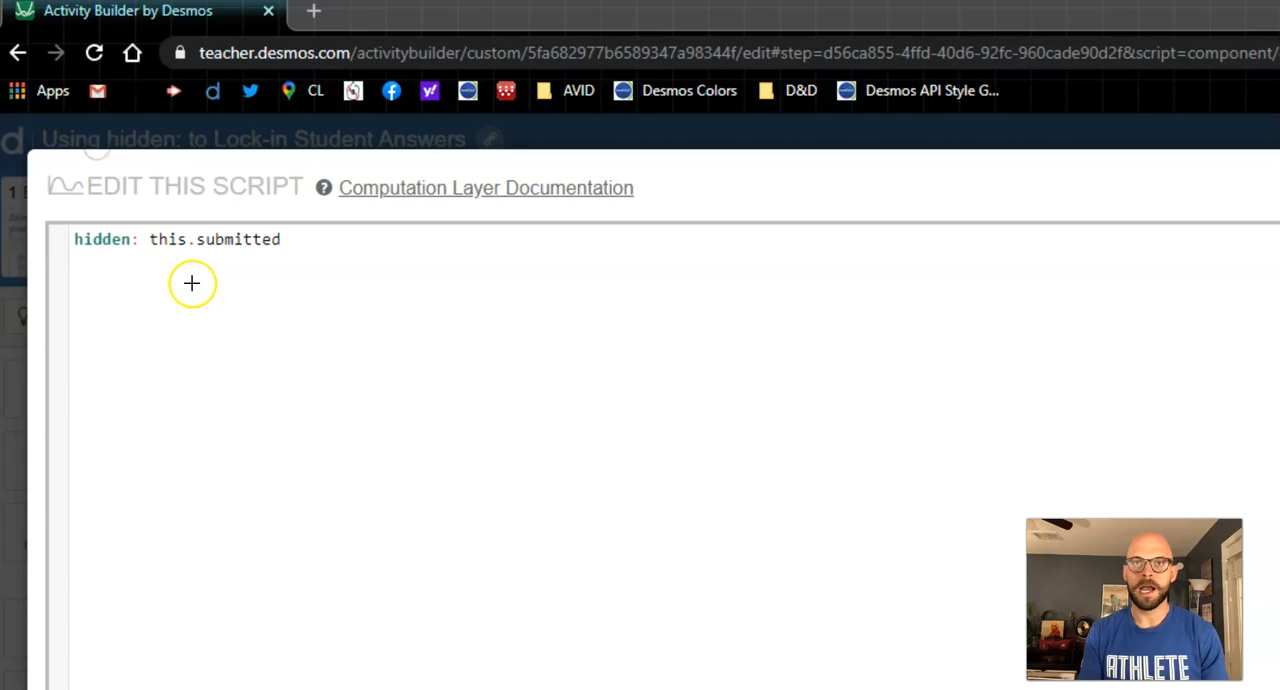 Activity Builder by Desmos
teacher.desmos.com/activitybuilder/custom/5fa682977b6589347a98344f/edit#step=d56ca855-4ffd-40d6-92fc-960cade90d2f&script=component/
Apps CL AVID Desmos Colors D&D Desmos API Style G...
Using hidden: to Lock-in Student Answers
1
EDIT THIS SCRIPT ? Computation Layer Documentation
hidden: this.submitted
ATHLETE